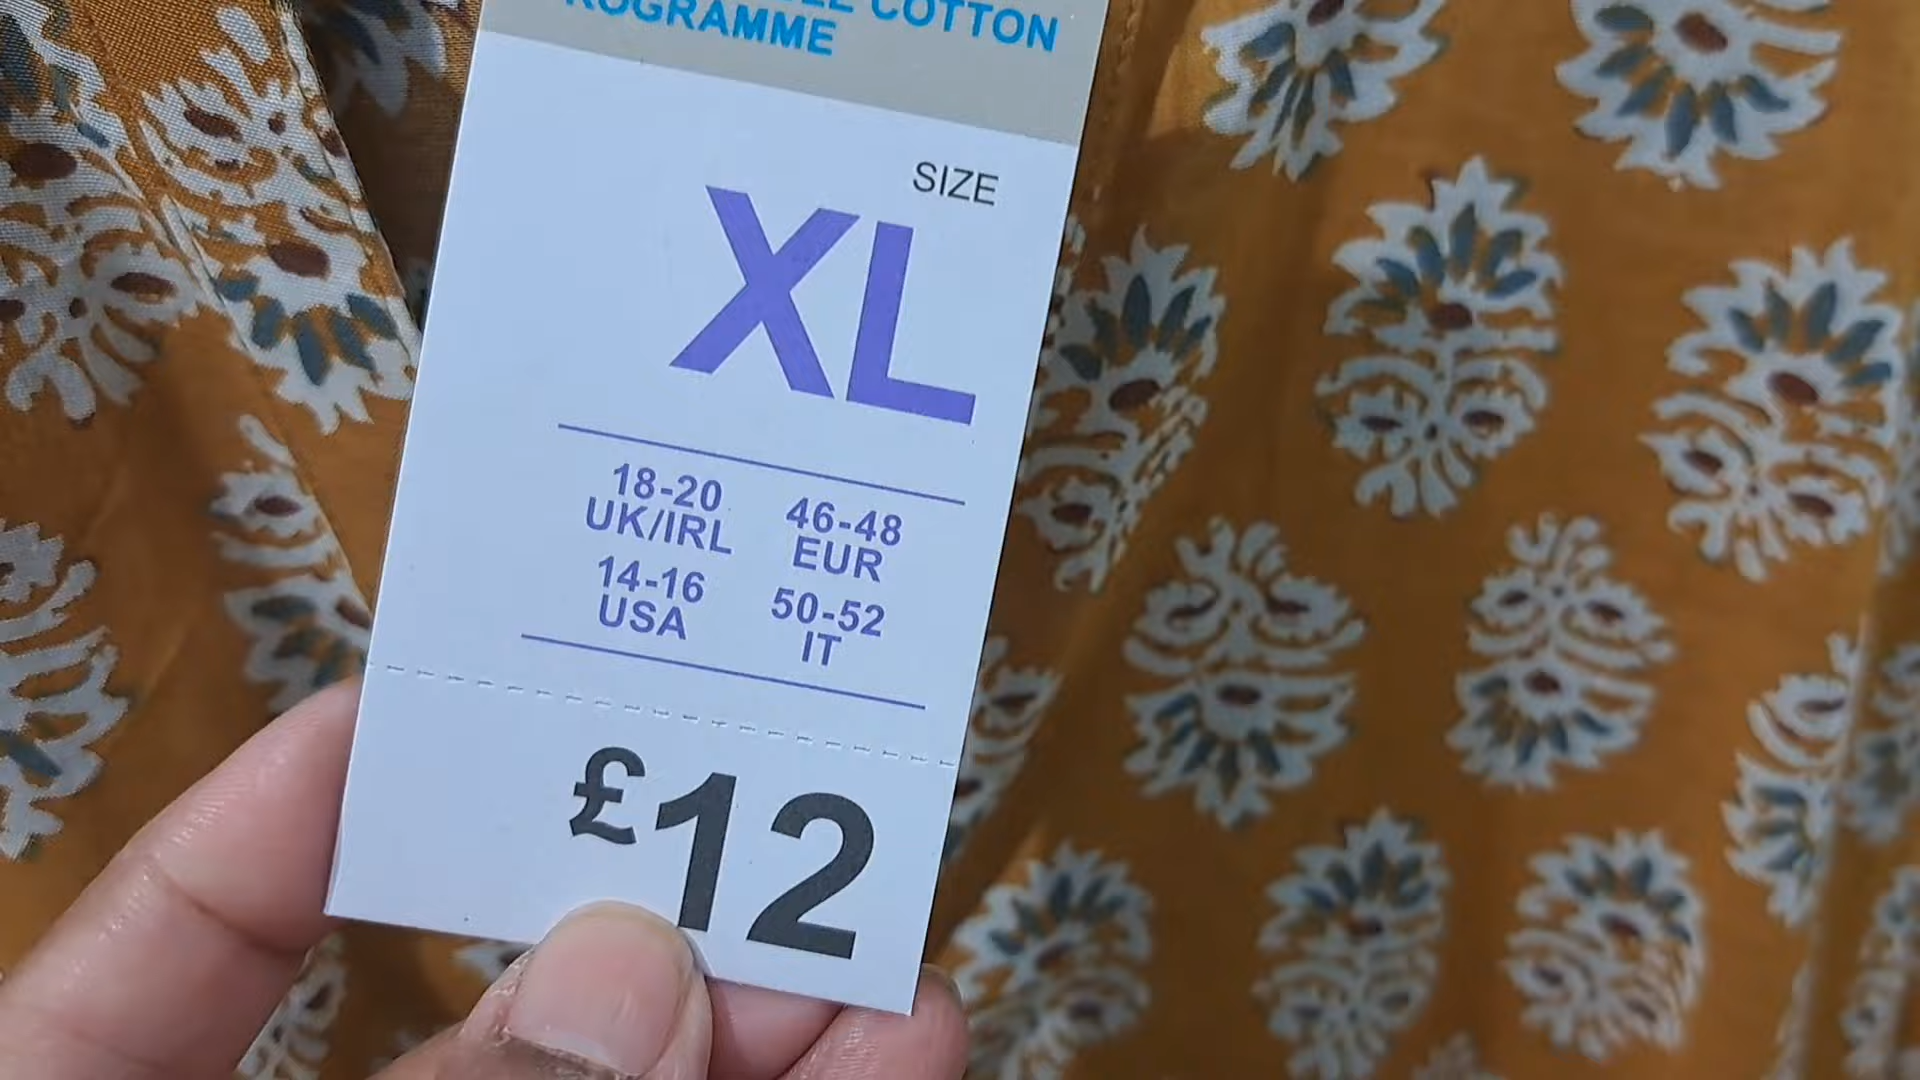 COTTON
ROGRAMME
SIZE
XL
18-20
UK/IRL
46-48
EUR
14-16
USA
50-52
IT
£12